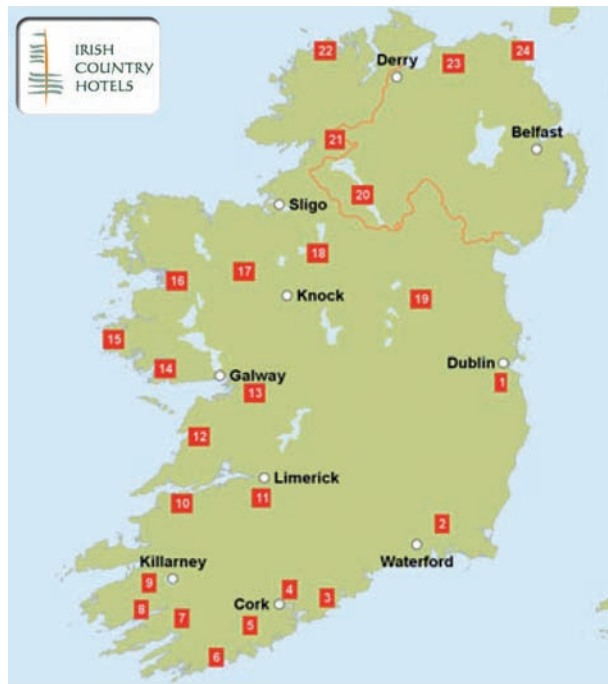 IRISH
COUNTRY
HOTELS
22
24
Derry
23
Belfast
21
20
Sligo
18
17
16
Knock
19
15
Dublin
14
Galway
1
13
12
Limerick
11
10
2
Waterford
Killarney
9
4
3
8
Cork
7
5
6